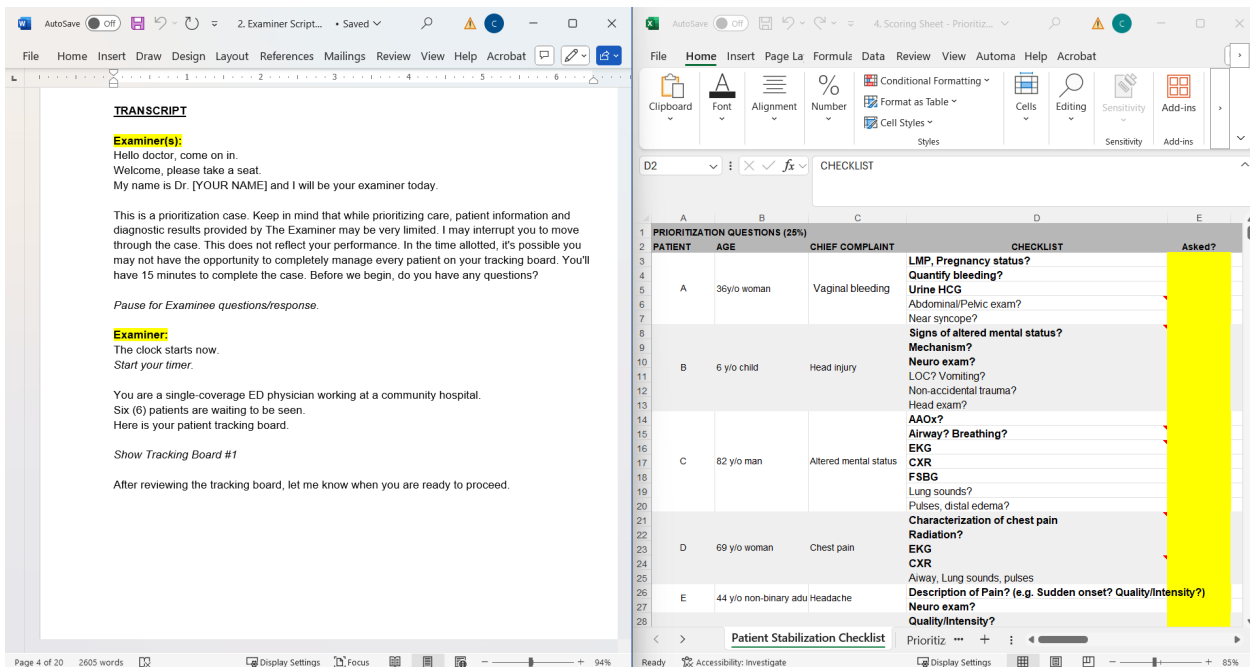 AutoSave Off 2. Examiner Script... • Saved
C
File Home Insert Draw Design Layout References Mailings Review View Help Acrobat
1 2 3 4 5 6
TRANSCRIPT
Examiner(s):
Hello doctor, come on in.
Welcome, please take a seat.
My name is Dr. [YOUR NAME] and I will be your examiner today.
This is a prioritization case. Keep in mind that while prioritizing care, patient information and
diagnostic results provided by The Examiner may be very limited. I may interrupt you to move
through the case. This does not reflect your performance. In the time allotted, it's possible you
may not have the opportunity to completely manage every patient on your tracking board. You'll
have 15 minutes to complete the case. Before we begin, do you have any questions?
Pause for Examinee questions/response.
Examiner:
The clock starts now.
Start your timer.
You are a single-coverage ED physician working at a community hospital.
Six (6) patients are waiting to be seen.
Here is your patient tracking board.
Show Tracking Board #1
After reviewing the tracking board, let me know when you are ready to proceed.
Page 4 of 20 2605 words Display Settings Focus 94%
AutoSave Off 4. Scoring Sheet - Prioritiz...
C
File Home Insert Page La Formula Data Review View Automa Help Acrobat
Clipboard Font Alignment Number
Conditional Formatting
Format as Table
Cell Styles
Styles
Cells Editing Sensitivity Add-ins
Sensitivity Add-ins
D2 fx CHECKLIST
A B C D E
1 PRIORITIZATION QUESTIONS (25%)
2 PATIENT AGE CHIEF COMPLAINT CHECKLIST Asked?
3 LMP, Pregnancy status?
4 Quantify bleeding?
5 A 36y/o woman Vaginal bleeding Urine HCG
6 Abdominal/Pelvic exam?
7 Near syncope?
8 Signs of altered mental status?
9 Mechanism?
10 B 6 y/o child Head injury Neuro exam?
11 LOC? Vomiting?
12 Non-accidental trauma?
13 Head exam?
14 AAOx?
15 Airway? Breathing?
16 EKG
17 C 82 y/o man Altered mental status CXR
18 FSBG
19 Lung sounds?
20 Pulses, distal edema?
21 Characterization of chest pain
22 Radiation?
23 D 69 y/o woman Chest pain EKG
24 CXR
25 Aiway, Lung sounds, pulses
26 E 44 y/o non-binary adu Headache Description of Pain? (e.g. Sudden onset? Quality/Intensity?)
27 Neuro exam?
28 Quality/Intensity?
Patient Stabilization Checklist Prioritiz ...
Ready Accessibility: Investigate Display Settings 85%